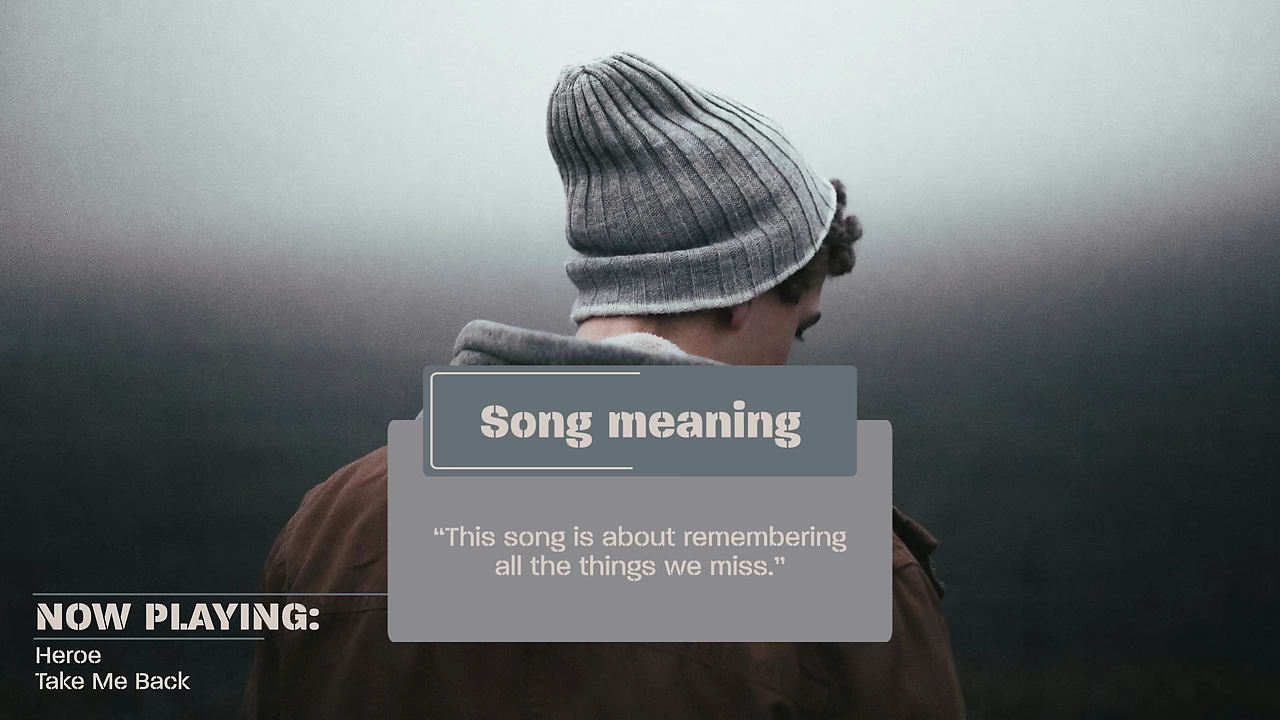 Song meaning
“This song is about remembering
all the things we miss.”
NOW PLAYING:
Heroe
Take Me Back